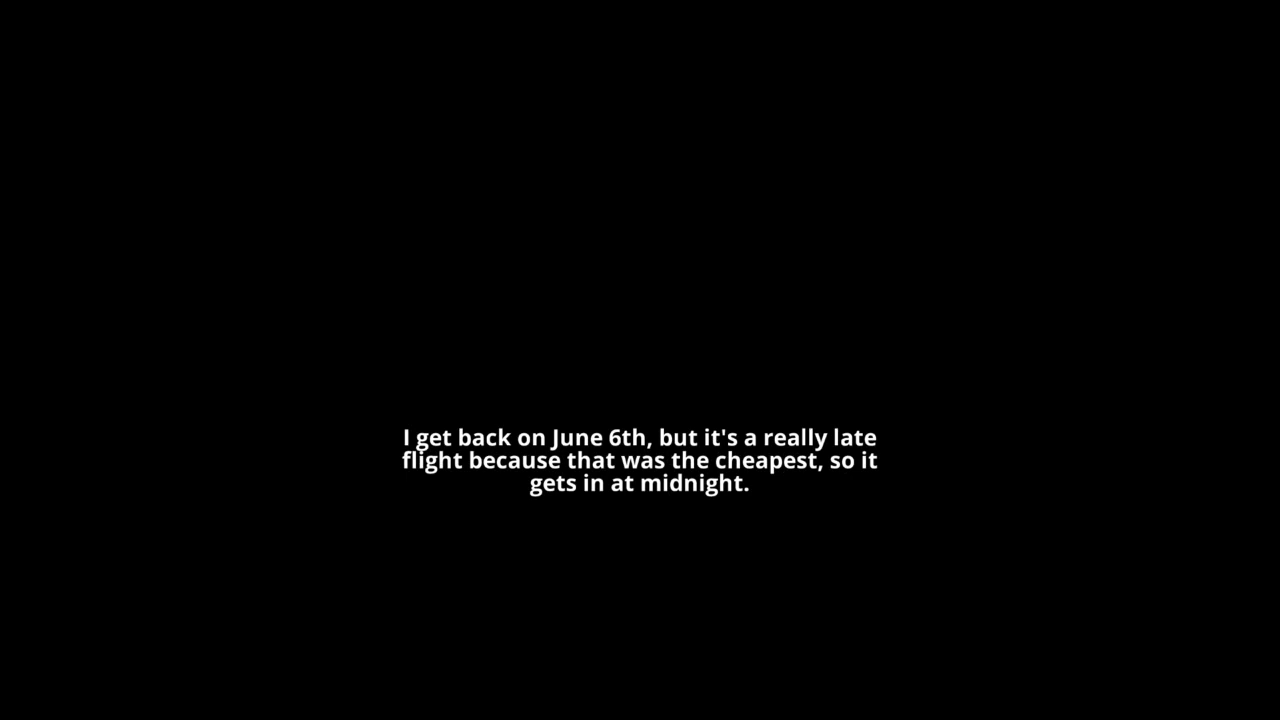 I get back on June 6th, but it's a really late
flight because that was the cheapest, so it
gets in at midnight.